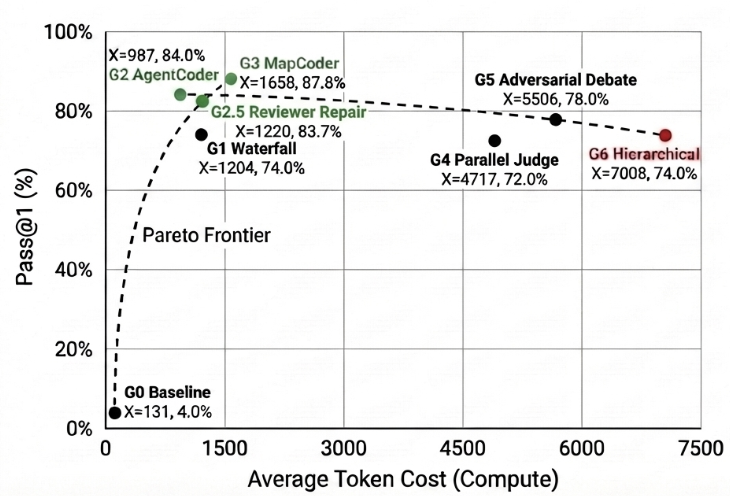 100%
80%
60%
40%
20%
0%
Pass@1 (%)
X=987, 84.0%
G2 AgentCoder
G3 MapCoder
X=1658, 87.8%
G2.5 Reviewer Repair
X=1220, 83.7%
G1 Waterfall
X=1204, 74.0%
G5 Adversarial Debate
X=5506, 78.0%
G4 Parallel Judge
X=4717, 72.0%
G6 Hierarchical
X=7008, 74.0%
Pareto Frontier
G0 Baseline
X=131, 4.0%
0
1500
3000
4500
6000
7500
Average Token Cost (Compute)